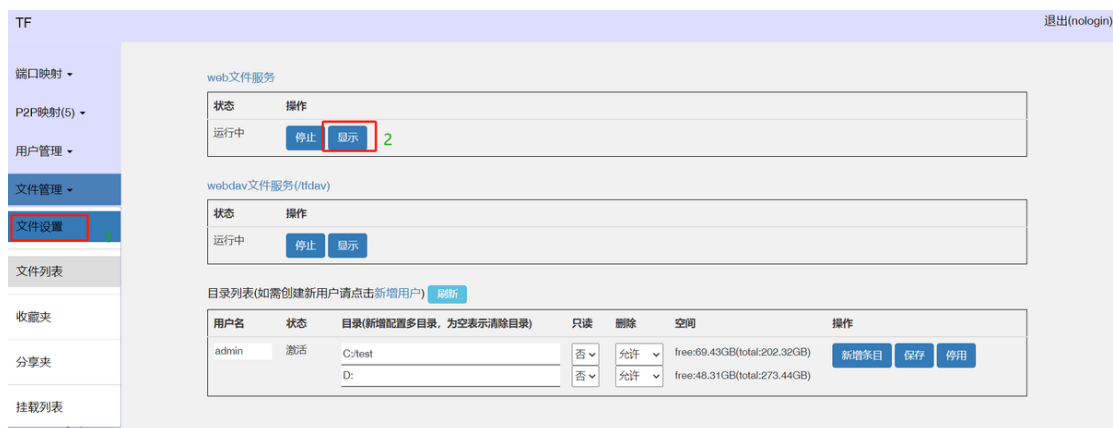 TF
退出(nologin)
端口映射
P2P映射(5)
用户管理
文件管理
文件设置
1
文件列表
收藏夹
分享夹
挂载列表
web文件服务
状态 操作
运行中 停止 显示 2
webdav文件服务(/tfdav)
状态 操作
运行中 停止 显示
目录列表(如需创建新用户请点击新增用户) 刷新
用户名 状态 目录(新增配置多目录，为空表示清除目录) 只读 删除 空间 操作
admin 激活 C:/test 否 允许 free:69.43GB(total:202.32GB) 新增条目 保存 停用
D: 否 允许 free:48.31GB(total:273.44GB)